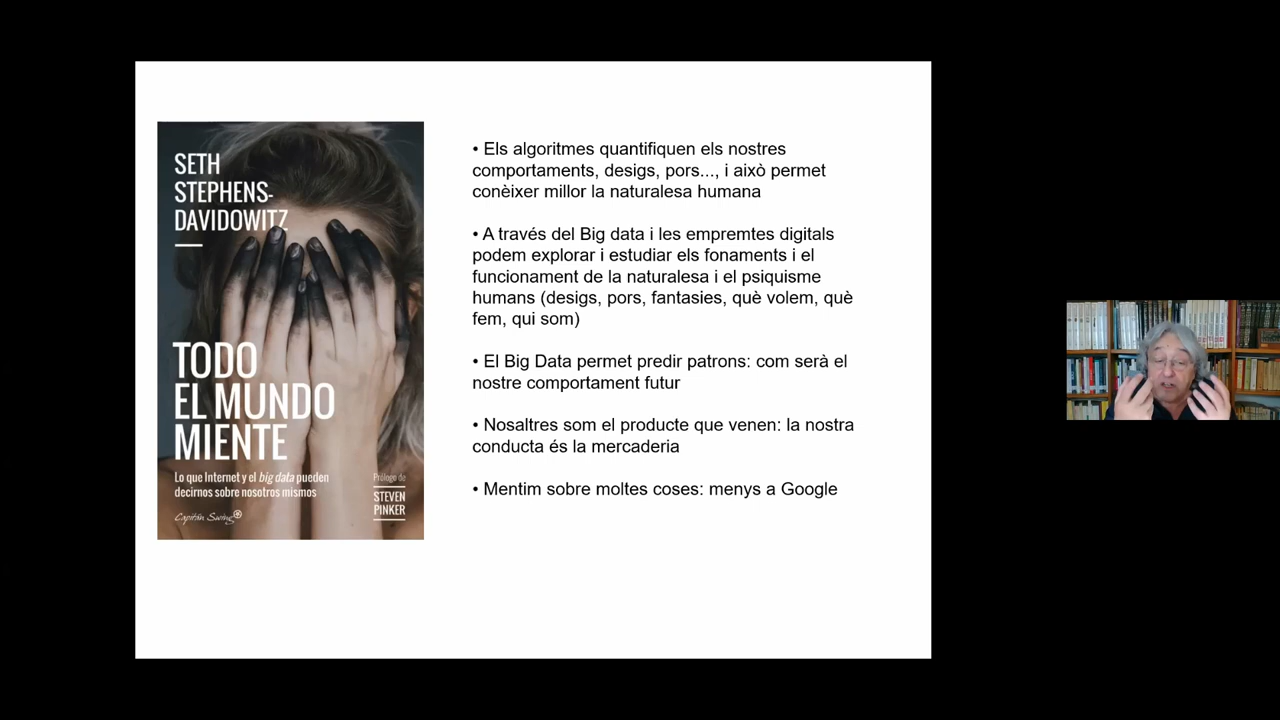 SETH
STEPHENS-
DAVIDOWITZ
TODO
EL MUNDO
MIENTE
Lo que Internet y el big data pueden
decirnos sobre nosotros mismos
Capitán Swing
Prólogo de
STEVEN
PINKER
• Els algoritmes quantifiquen els nostres
comportaments, desigs, pors..., i això permet
conèixer millor la naturalesa humana
• A través del Big data i les empremtes digitals
podem explorar i estudiar els fonaments i el
funcionament de la naturalesa i el psiquisme
humans (desigs, pors, fantasies, què volem, què
fem, qui som)
• El Big Data permet predir patrons: com serà el
nostre comportament futur
• Nosaltres som el producte que venen: la nostra
conducta és la mercaderia
• Mentim sobre moltes coses: menys a Google